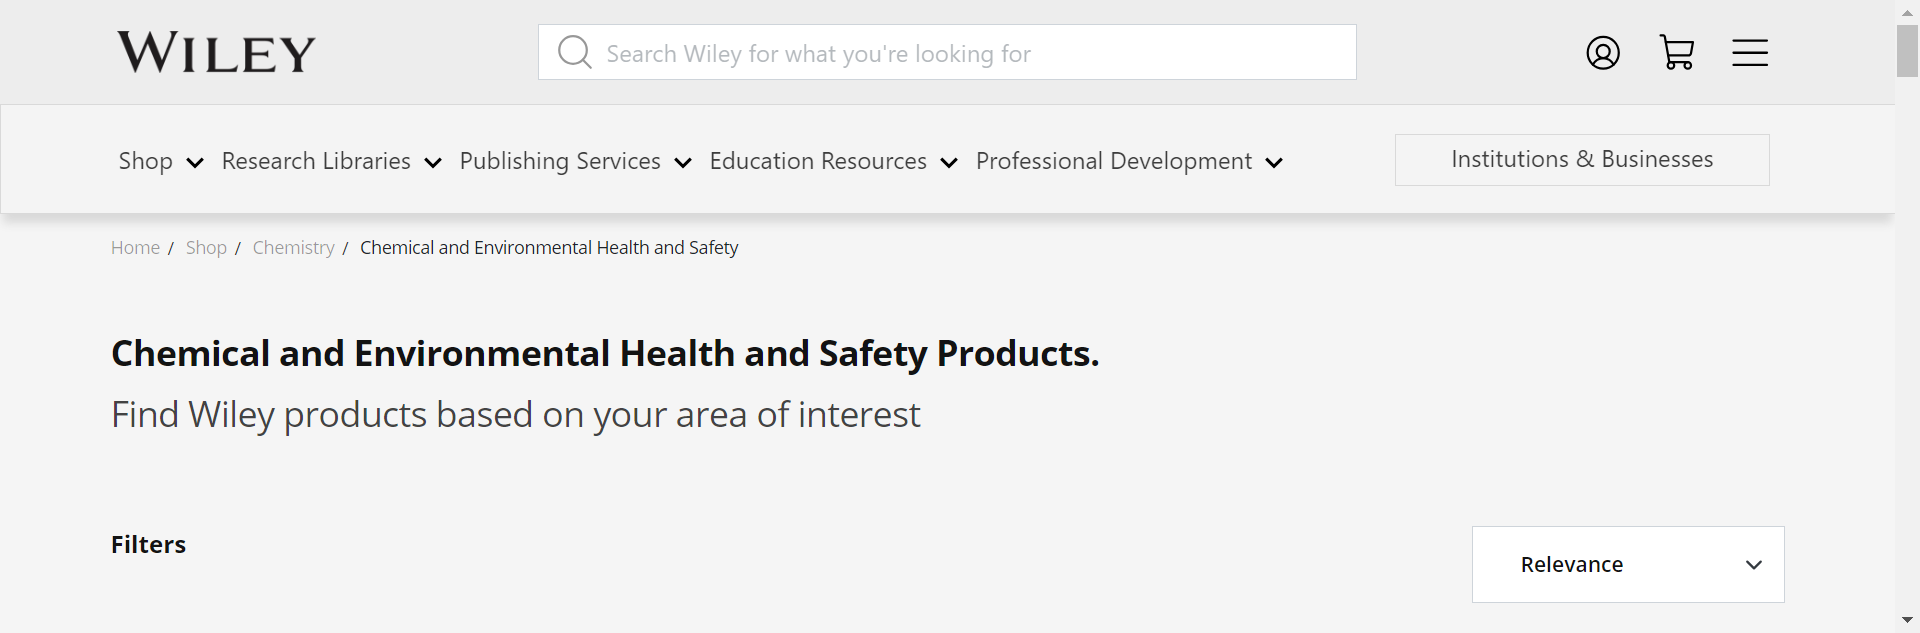 WILEY
Search Wiley for what you're looking for
Shop Research Libraries Publishing Services Education Resources Professional Development Institutions & Businesses
Home / Shop / Chemistry / Chemical and Environmental Health and Safety
Chemical and Environmental Health and Safety Products.
Find Wiley products based on your area of interest
Filters
Relevance